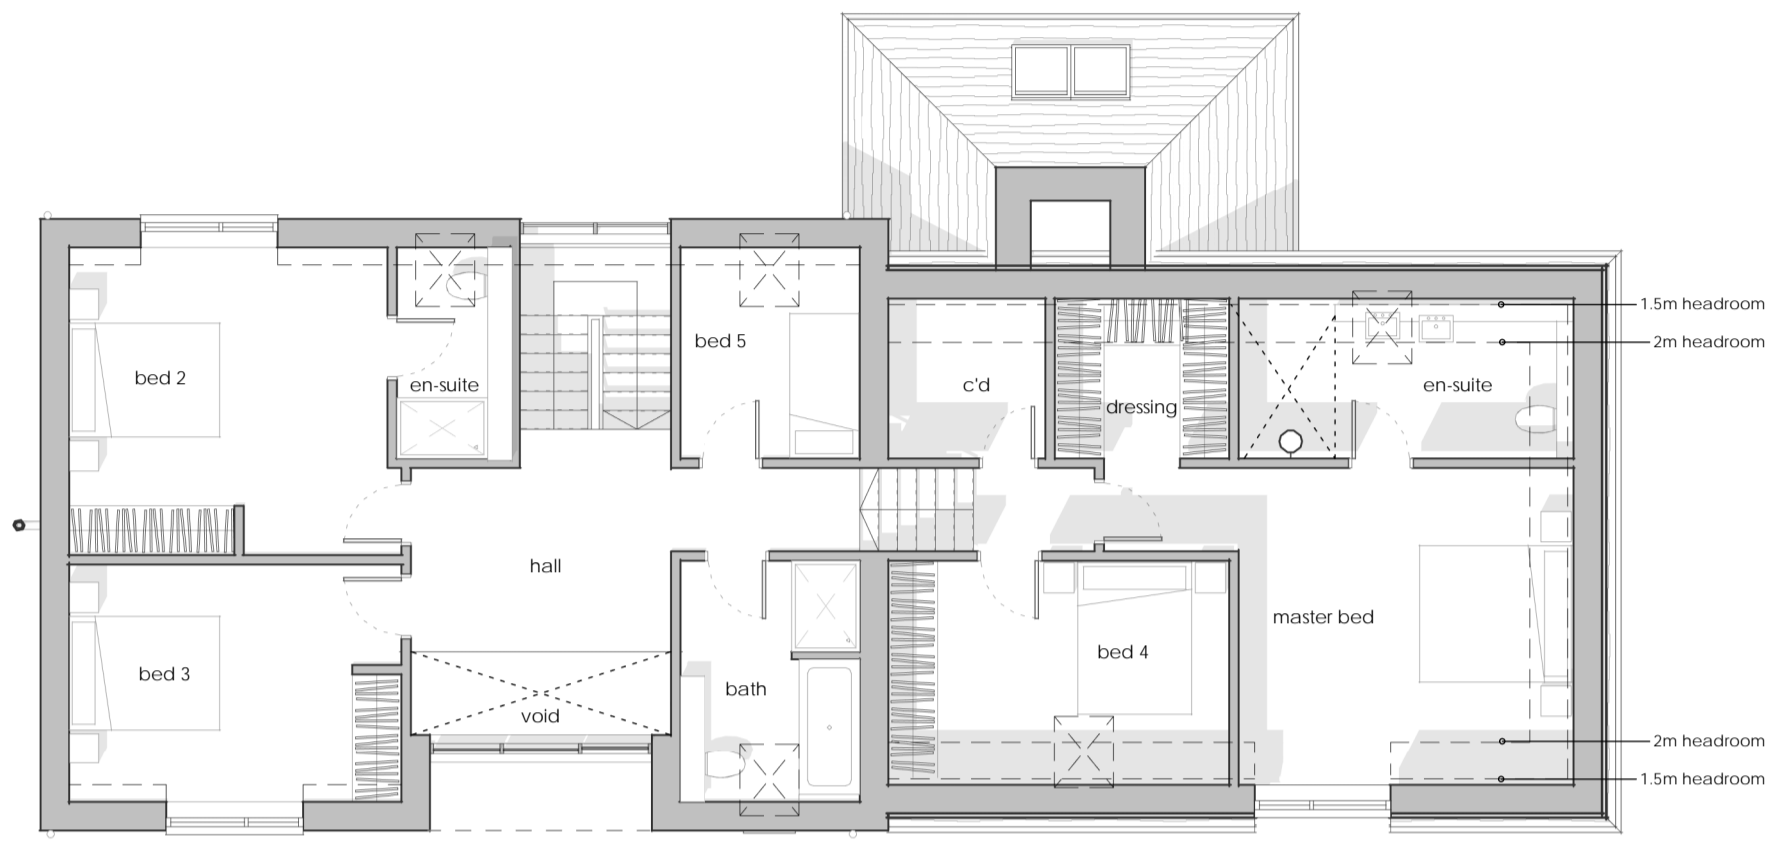 1.5m headroom
bed 5
2m headroom
bed 2
en-suite
c'd
en-suite
dressing
hall
master bed
bed 4
bed 3
bath
void
2m headroom
1.5m headroom